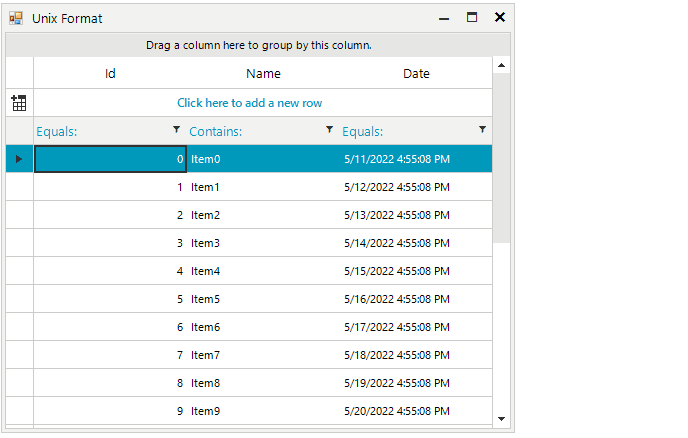 Unix Format
Drag a column here to group by this column.
Id Name Date
Click here to add a new row
Equals: Contains: Equals:
0 Item0 5/11/2022 4:55:08 PM
1 Item1 5/12/2022 4:55:08 PM
2 Item2 5/13/2022 4:55:08 PM
3 Item3 5/14/2022 4:55:08 PM
4 Item4 5/15/2022 4:55:08 PM
5 Item5 5/16/2022 4:55:08 PM
6 Item6 5/17/2022 4:55:08 PM
7 Item7 5/18/2022 4:55:08 PM
8 Item8 5/19/2022 4:55:08 PM
9 Item9 5/20/2022 4:55:08 PM